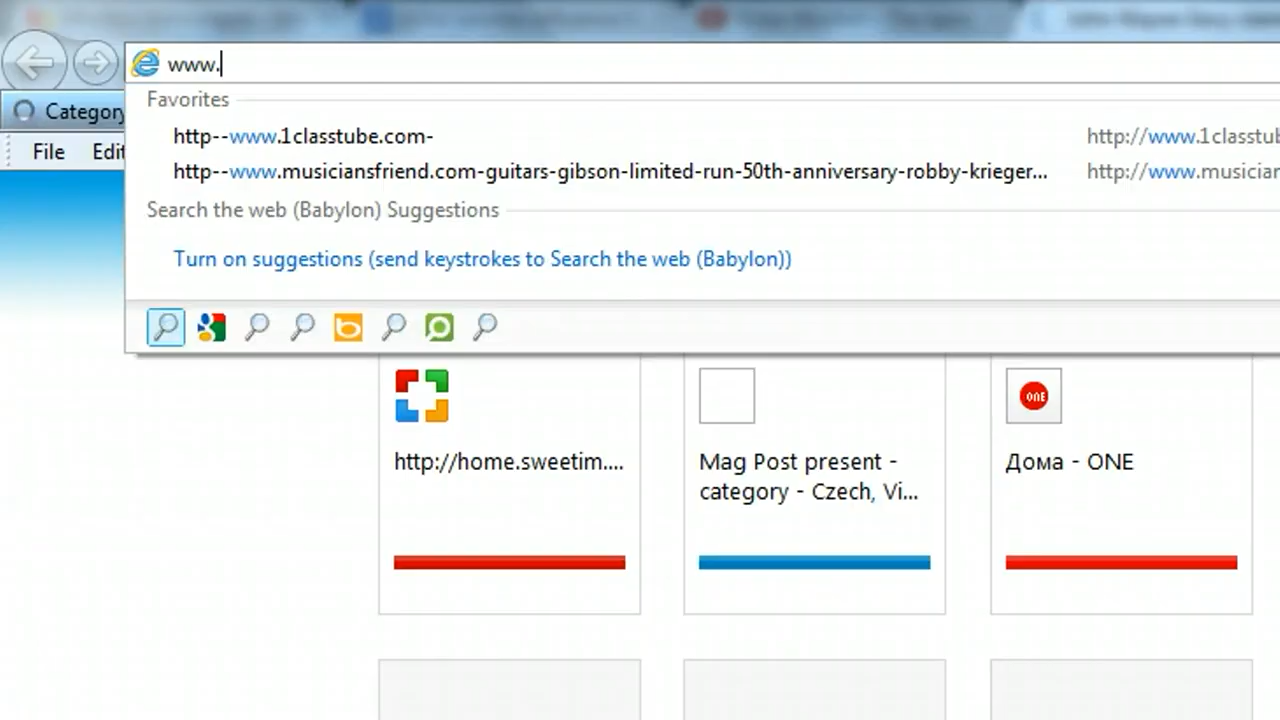 www.
Favorites
http--www.1classtube.com-
http://www.1classtu
http--www.musiciansfriend.com-guitars-gibson-limited-run-50th-anniversary-robby-krieger...
http://www.musician
Search the web (Babylon) Suggestions
Turn on suggestions (send keystrokes to Search the web (Babylon))
Category
File Edit
ONE
http://home.sweetim....
Mag Post present -
category - Czech, Vi...
Дома - ONE